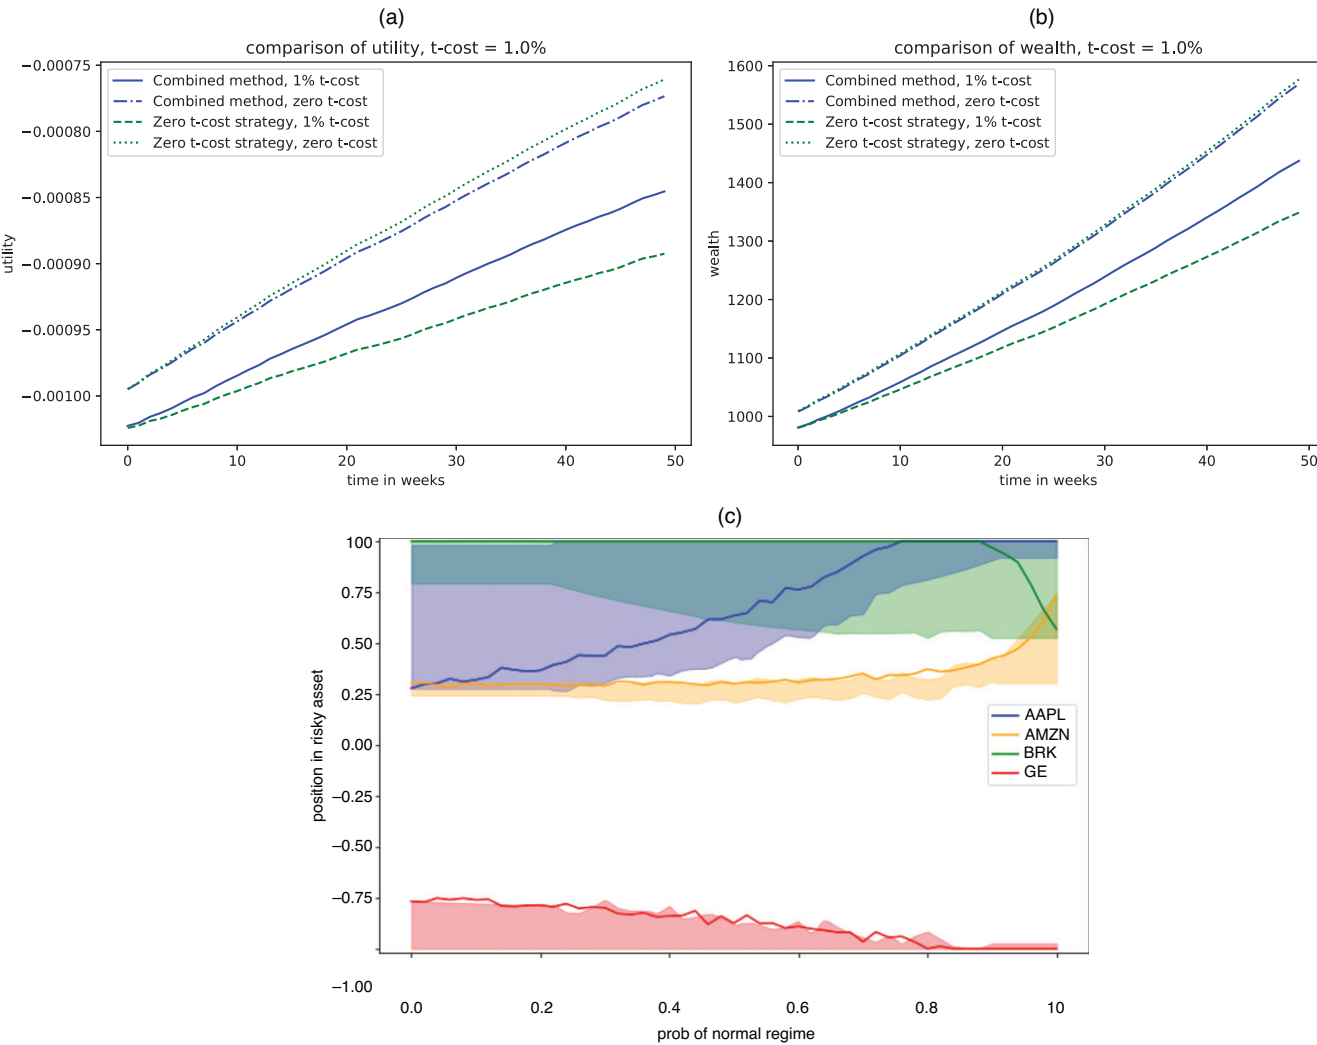 (a)
comparison of utility, t-cost = 1.0%
−0.00075
−0.00080
−0.00085
−0.00090
−0.00095
−0.00100
utility
Combined method, 1% t-cost
Combined method, zero t-cost
Zero t-cost strategy, 1% t-cost
Zero t-cost strategy, zero t-cost
0 10 20 30 40 50
time in weeks
(b)
comparison of wealth, t-cost = 1.0%
1600
1500
1400
1300
1200
1100
1000
wealth
Combined method, 1% t-cost
Combined method, zero t-cost
Zero t-cost strategy, 1% t-cost
Zero t-cost strategy, zero t-cost
0 10 20 30 40 50
time in weeks
(c)
100
0.75
0.50
0.25
0.00
−0.25
−0.50
−0.75
−1.00
position in risky asset
AAPL
AMZN
BRK
GE
0.0 0.2 0.4 0.6 0.8 10
prob of normal regime